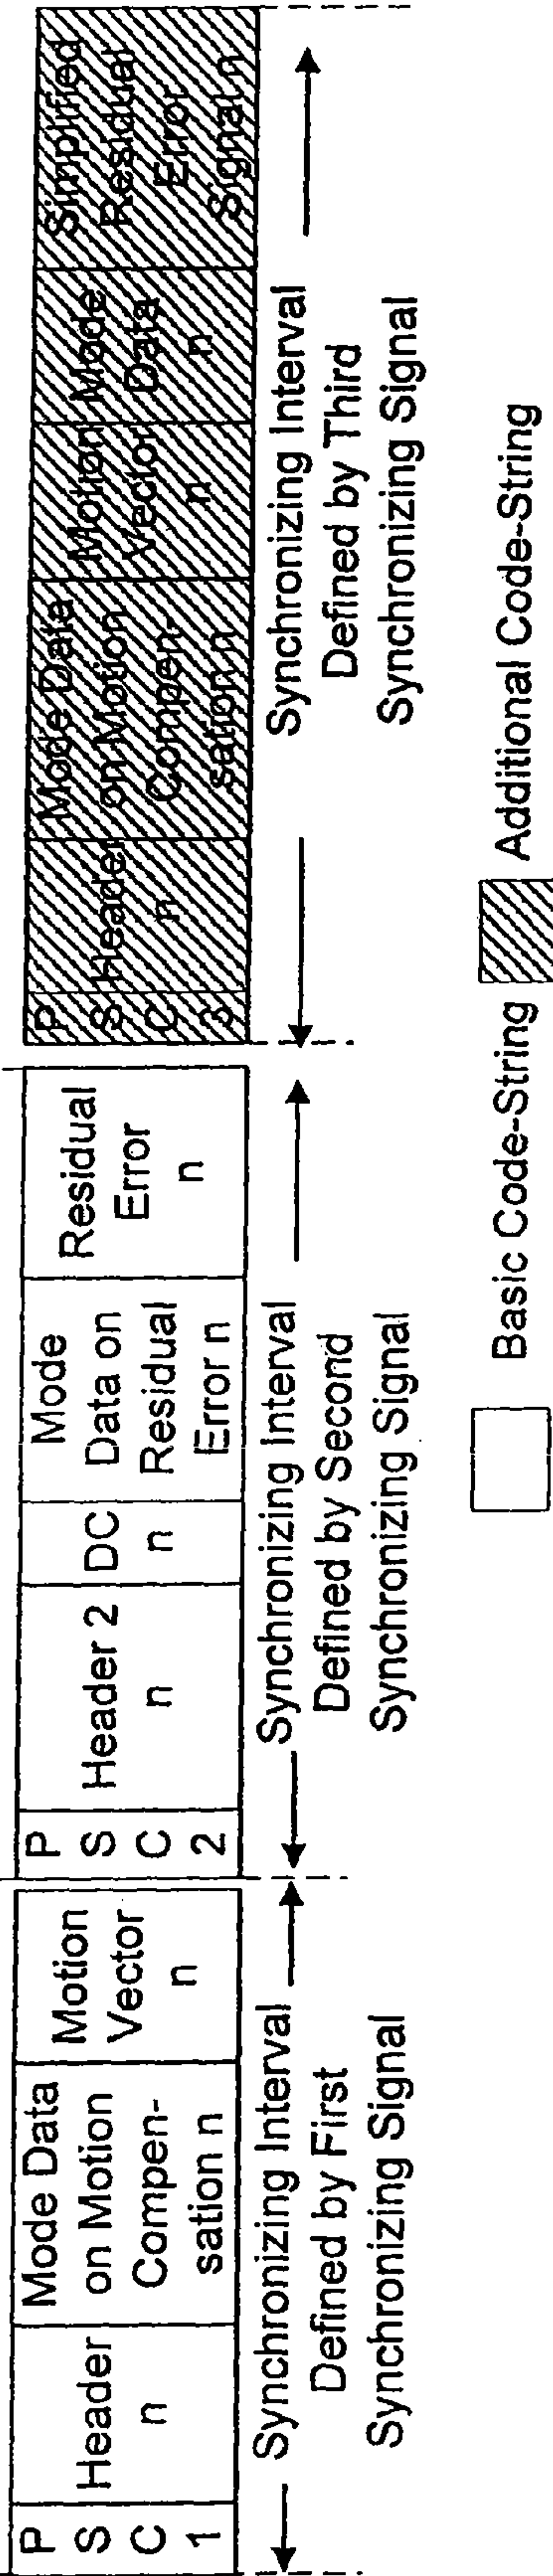 P
S
C
1
Header
n
Mode Data
on Motion
Compen-
sation n
Motion
Vector
n
P
S
C
2
Header 2
n
DC
n
Mode
Data on
Residual
Error n
Residual
Error
n
P
S
C
3
Header
n
Mode Data
on Motion
Compen-
sation n
Motion
Vector
n
Mode
Data
n
Simplified
Residual
Error
Signal n
Synchronizing Interval
Defined by First
Synchronizing Signal
Synchronizing Interval
Defined by Second
Synchronizing Signal
Synchronizing Interval
Defined by Third
Synchronizing Signal
Basic Code-String
Additional Code-String